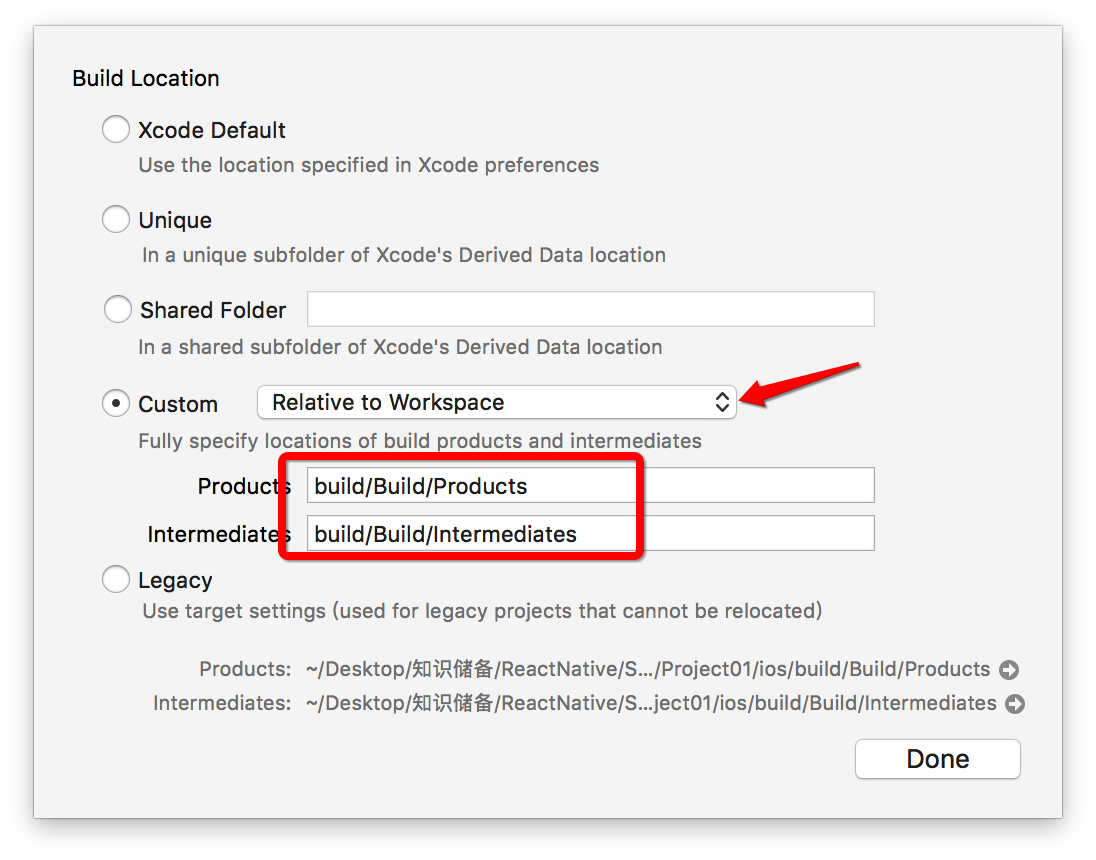 Build Location
Xcode Default
Use the location specified in Xcode preferences
Unique
In a unique subfolder of Xcode's Derived Data location
Shared Folder
In a shared subfolder of Xcode's Derived Data location
Custom Relative to Workspace
Fully specify locations of build products and intermediates
Products build/Build/Products
Intermediates build/Build/Intermediates
Legacy
Use target settings (used for legacy projects that cannot be relocated)
Products: ~/Desktop/知识储备/ReactNative/S.../Project01/ios/build/Build/Products
Intermediates: ~/Desktop/知识储备/ReactNative/S...ject01/ios/build/Build/Intermediates
Done